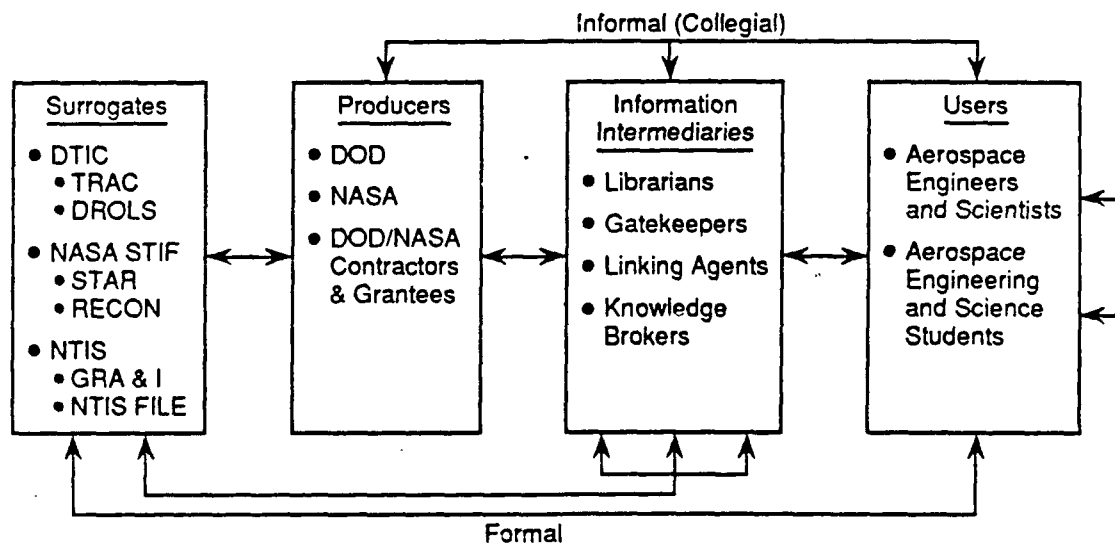 Informal (Collegial)
Surrogates
• DTIC
• TRAC
• DROLS
• NASA STIF
• STAR
• RECON
• NTIS
• GRA & I
• NTIS FILE
Producers
• DOD
• NASA
• DOD/NASA
Contractors
& Grantees
Information
Intermediaries
• Librarians
• Gatekeepers
• Linking Agents
• Knowledge
Brokers
Users
• Aerospace
Engineers
and Scientists
• Aerospace
Engineering
and Science
Students
Formal